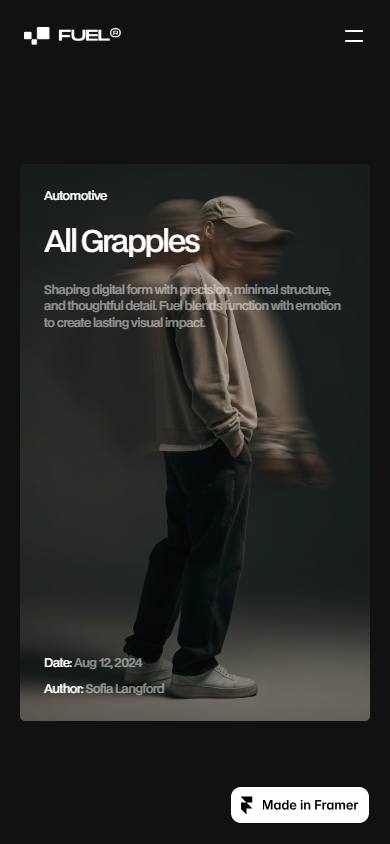 FUEL®
Automotive
All Grapples
Shaping digital form with precision, minimal structure,
and thoughtful detail. Fuel blends function with emotion
to create lasting visual impact.
Date: Aug 12, 2024
Author: Sofia Langford
Made in Framer